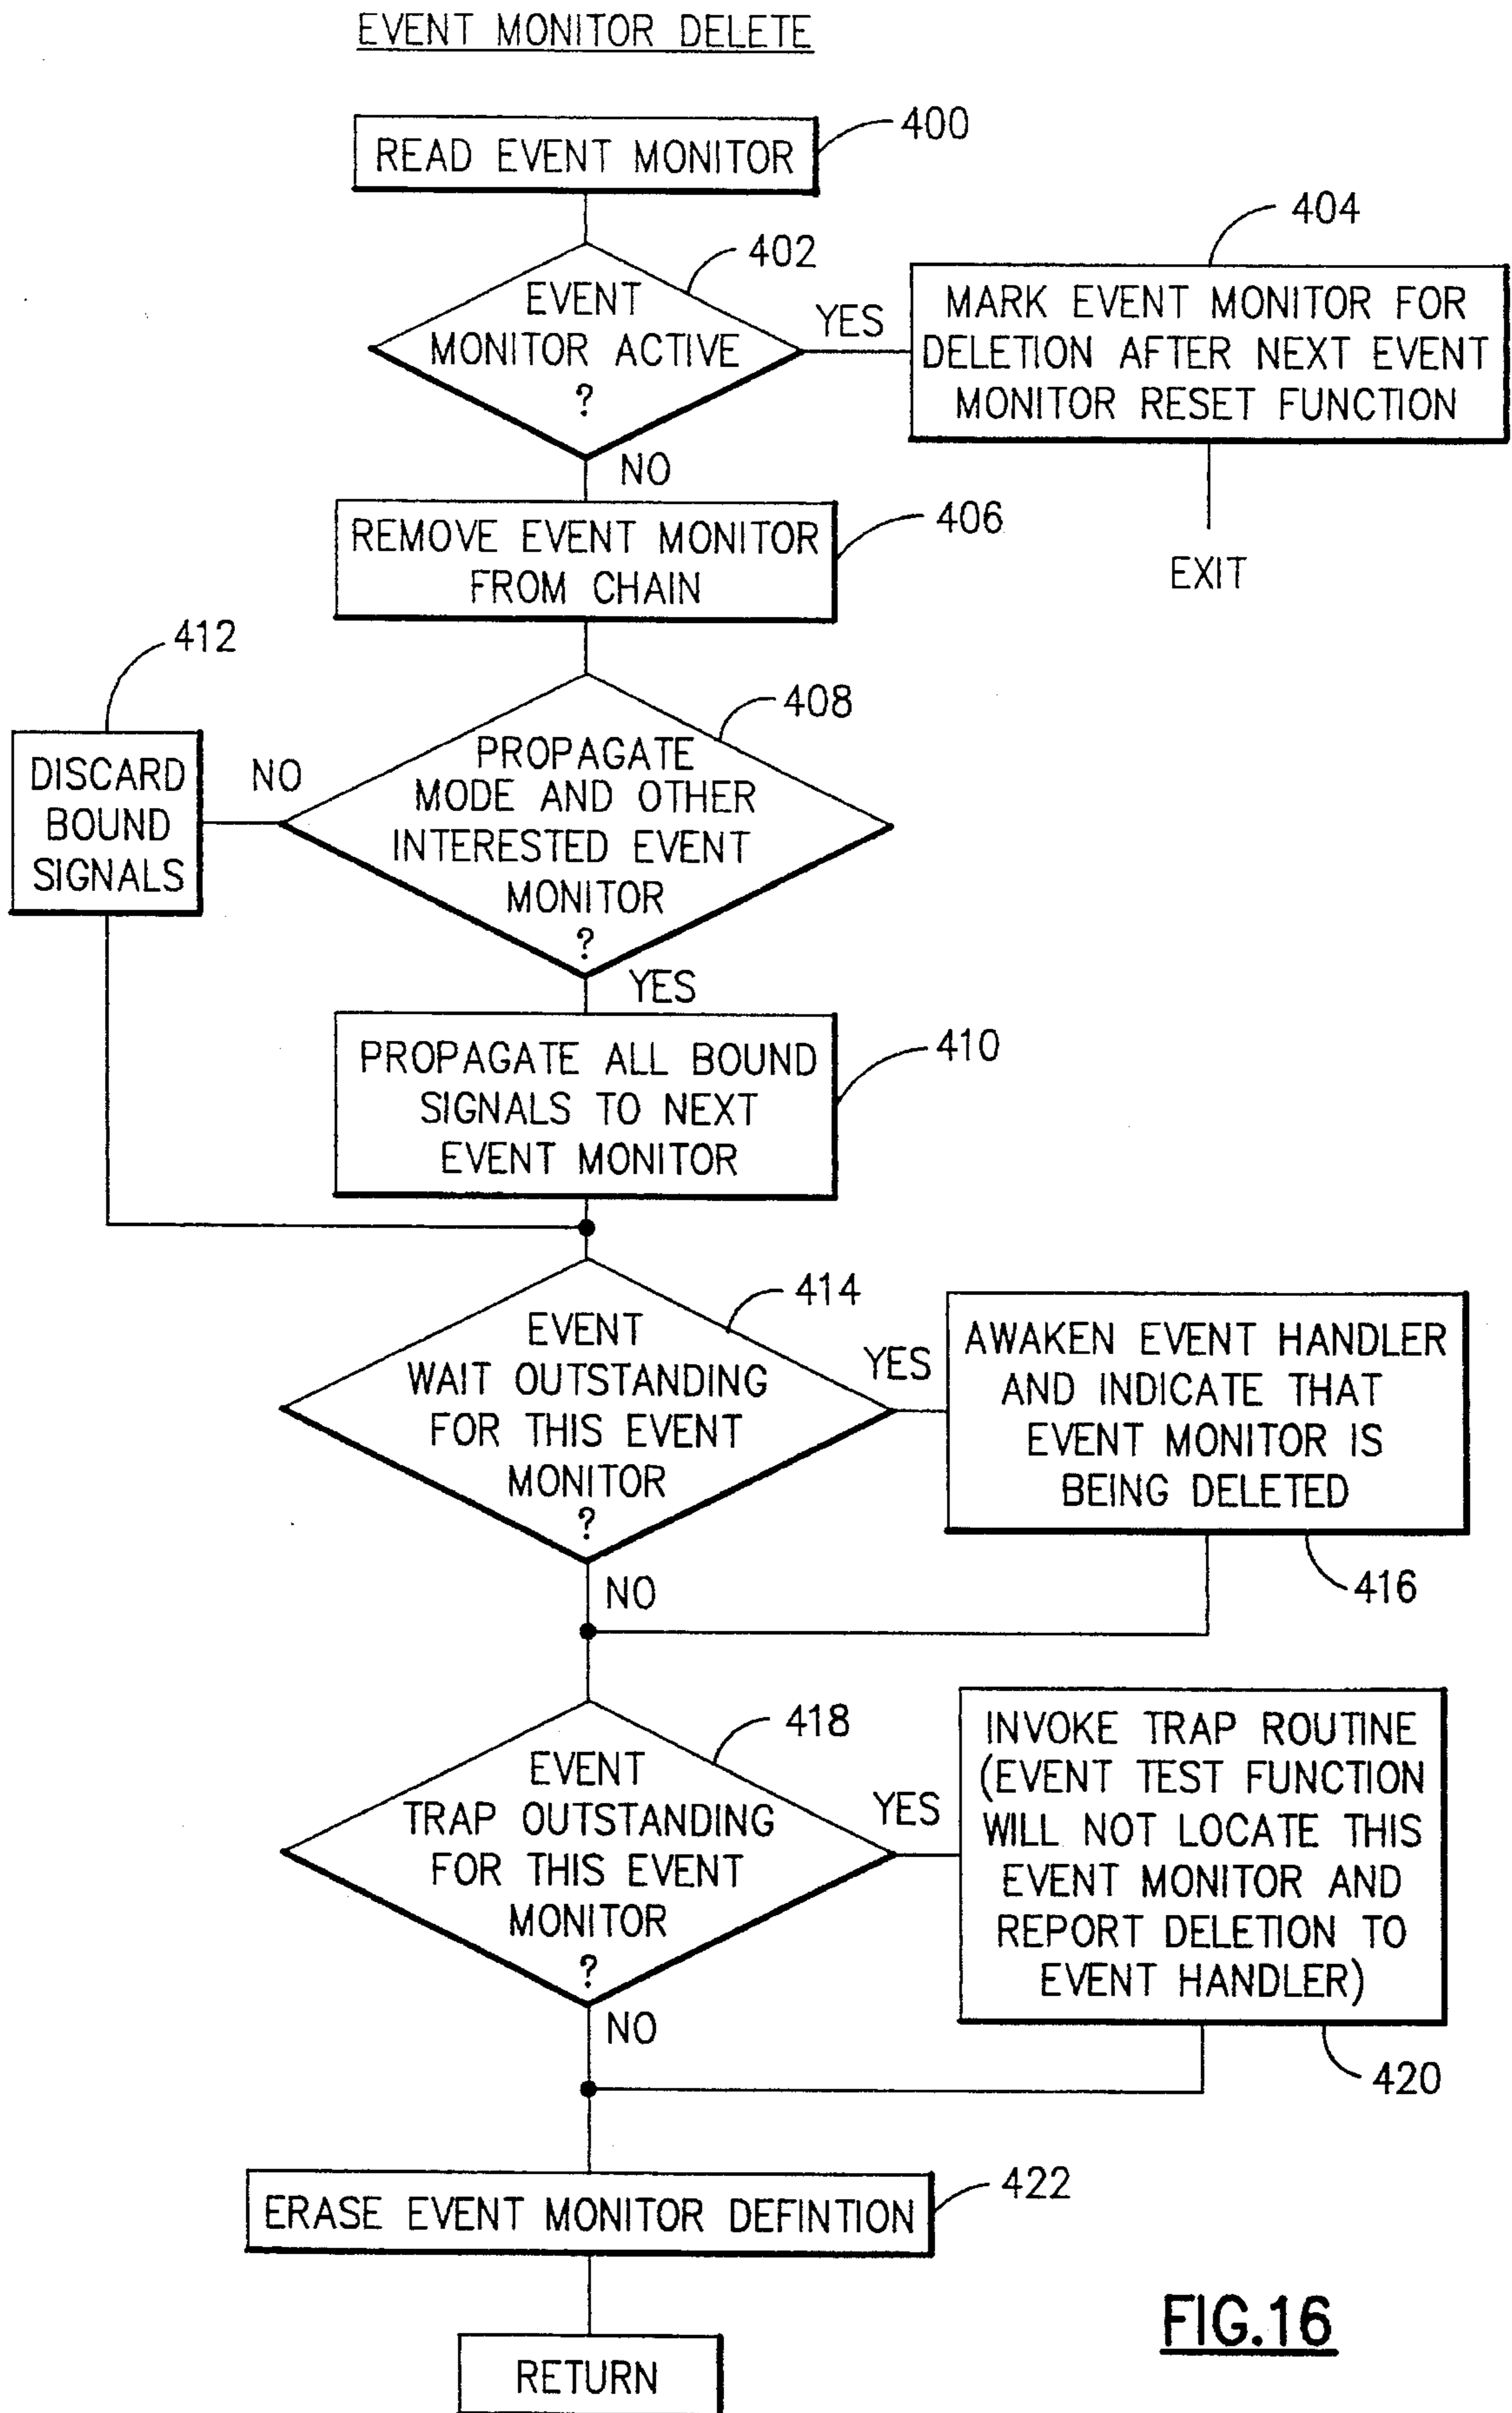 EVENT MONITOR DELETE
READ EVENT MONITOR
400
402
EVENT
MONITOR ACTIVE
?
YES
404
MARK EVENT MONITOR FOR
DELETION AFTER NEXT EVENT
MONITOR RESET FUNCTION
EXIT
NO
REMOVE EVENT MONITOR
FROM CHAIN
406
408
PROPAGATE
MODE AND OTHER
INTERESTED EVENT
MONITOR
?
NO
412
DISCARD
BOUND
SIGNALS
YES
PROPAGATE ALL BOUND
SIGNALS TO NEXT
EVENT MONITOR
410
414
EVENT
WAIT OUTSTANDING
FOR THIS EVENT
MONITOR
?
YES
AWAKEN EVENT HANDLER
AND INDICATE THAT
EVENT MONITOR IS
BEING DELETED
416
NO
418
EVENT
TRAP OUTSTANDING
FOR THIS EVENT
MONITOR
?
YES
INVOKE TRAP ROUTINE
(EVENT TEST FUNCTION
WILL NOT LOCATE THIS
EVENT MONITOR AND
REPORT DELETION TO
EVENT HANDLER)
420
NO
ERASE EVENT MONITOR DEFINTION
422
RETURN
FIG.16